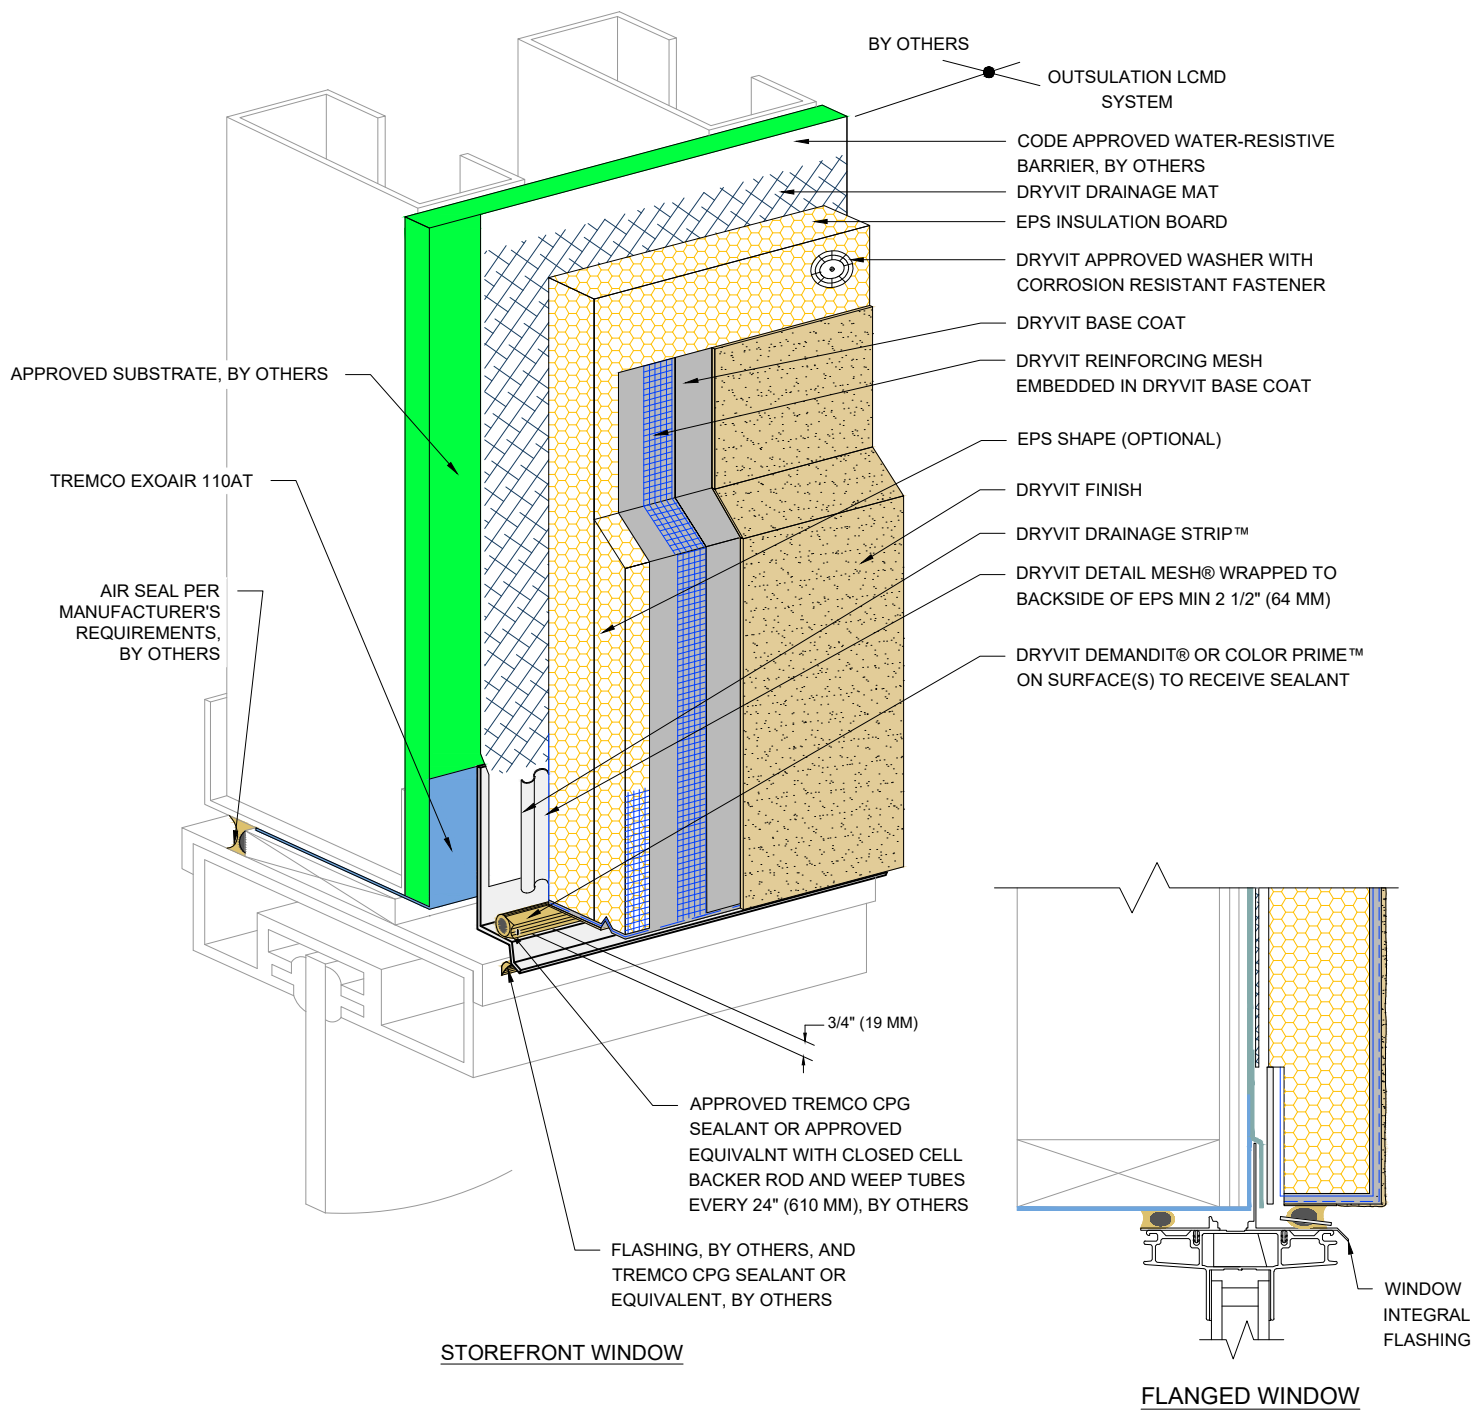 BY OTHERS
OUTSULATION LCMD
SYSTEM
CODE APPROVED WATER-RESISTIVE
BARRIER, BY OTHERS
DRYVIT DRAINAGE MAT
EPS INSULATION BOARD
DRYVIT APPROVED WASHER WITH
CORROSION RESISTANT FASTENER
DRYVIT BASE COAT
DRYVIT REINFORCING MESH
EMBEDDED IN DRYVIT BASE COAT
EPS SHAPE (OPTIONAL)
DRYVIT FINISH
DRYVIT DRAINAGE STRIP™
DRYVIT DETAIL MESH® WRAPPED TO
BACKSIDE OF EPS MIN 2 1/2" (64 MM)
DRYVIT DEMANDIT® OR COLOR PRIME™
ON SURFACE(S) TO RECEIVE SEALANT
APPROVED SUBSTRATE, BY OTHERS
TREMCO EXOAIR 110AT
AIR SEAL PER
MANUFACTURER'S
REQUIREMENTS,
BY OTHERS
3/4" (19 MM)
APPROVED TREMCO CPG
SEALANT OR APPROVED
EQUIVALNT WITH CLOSED CELL
BACKER ROD AND WEEP TUBES
EVERY 24" (610 MM), BY OTHERS
FLASHING, BY OTHERS, AND
TREMCO CPG SEALANT OR
EQUIVALENT, BY OTHERS
STOREFRONT WINDOW
WINDOW
INTEGRAL
FLASHING
FLANGED WINDOW